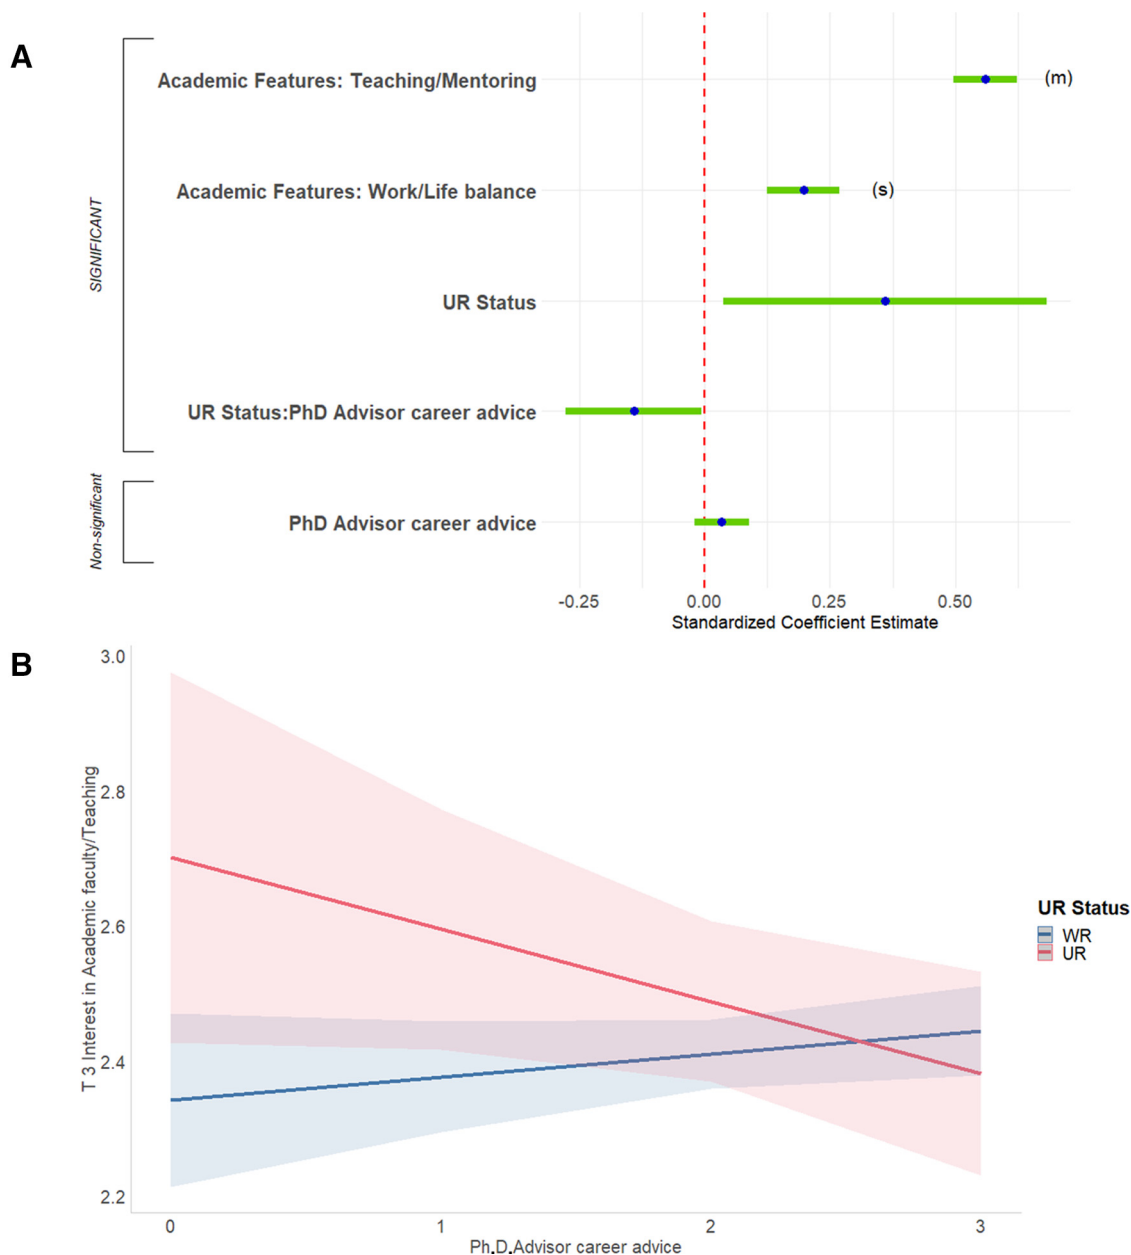 A
SIGNIFICANT
Academic Features: Teaching/Mentoring
(m)
Academic Features: Work/Life balance
(s)
UR Status
UR Status:PhD Advisor career advice
Non-significant
PhD Advisor career advice
-0.25 0.00 0.25 0.50
Standardized Coefficient Estimate
B
T 3 Interest in Academic faculty/Teaching
3.0
2.8
2.6
2.4
2.2
0 1 2 3
Ph.D.Advisor career advice
UR Status
WR
UR